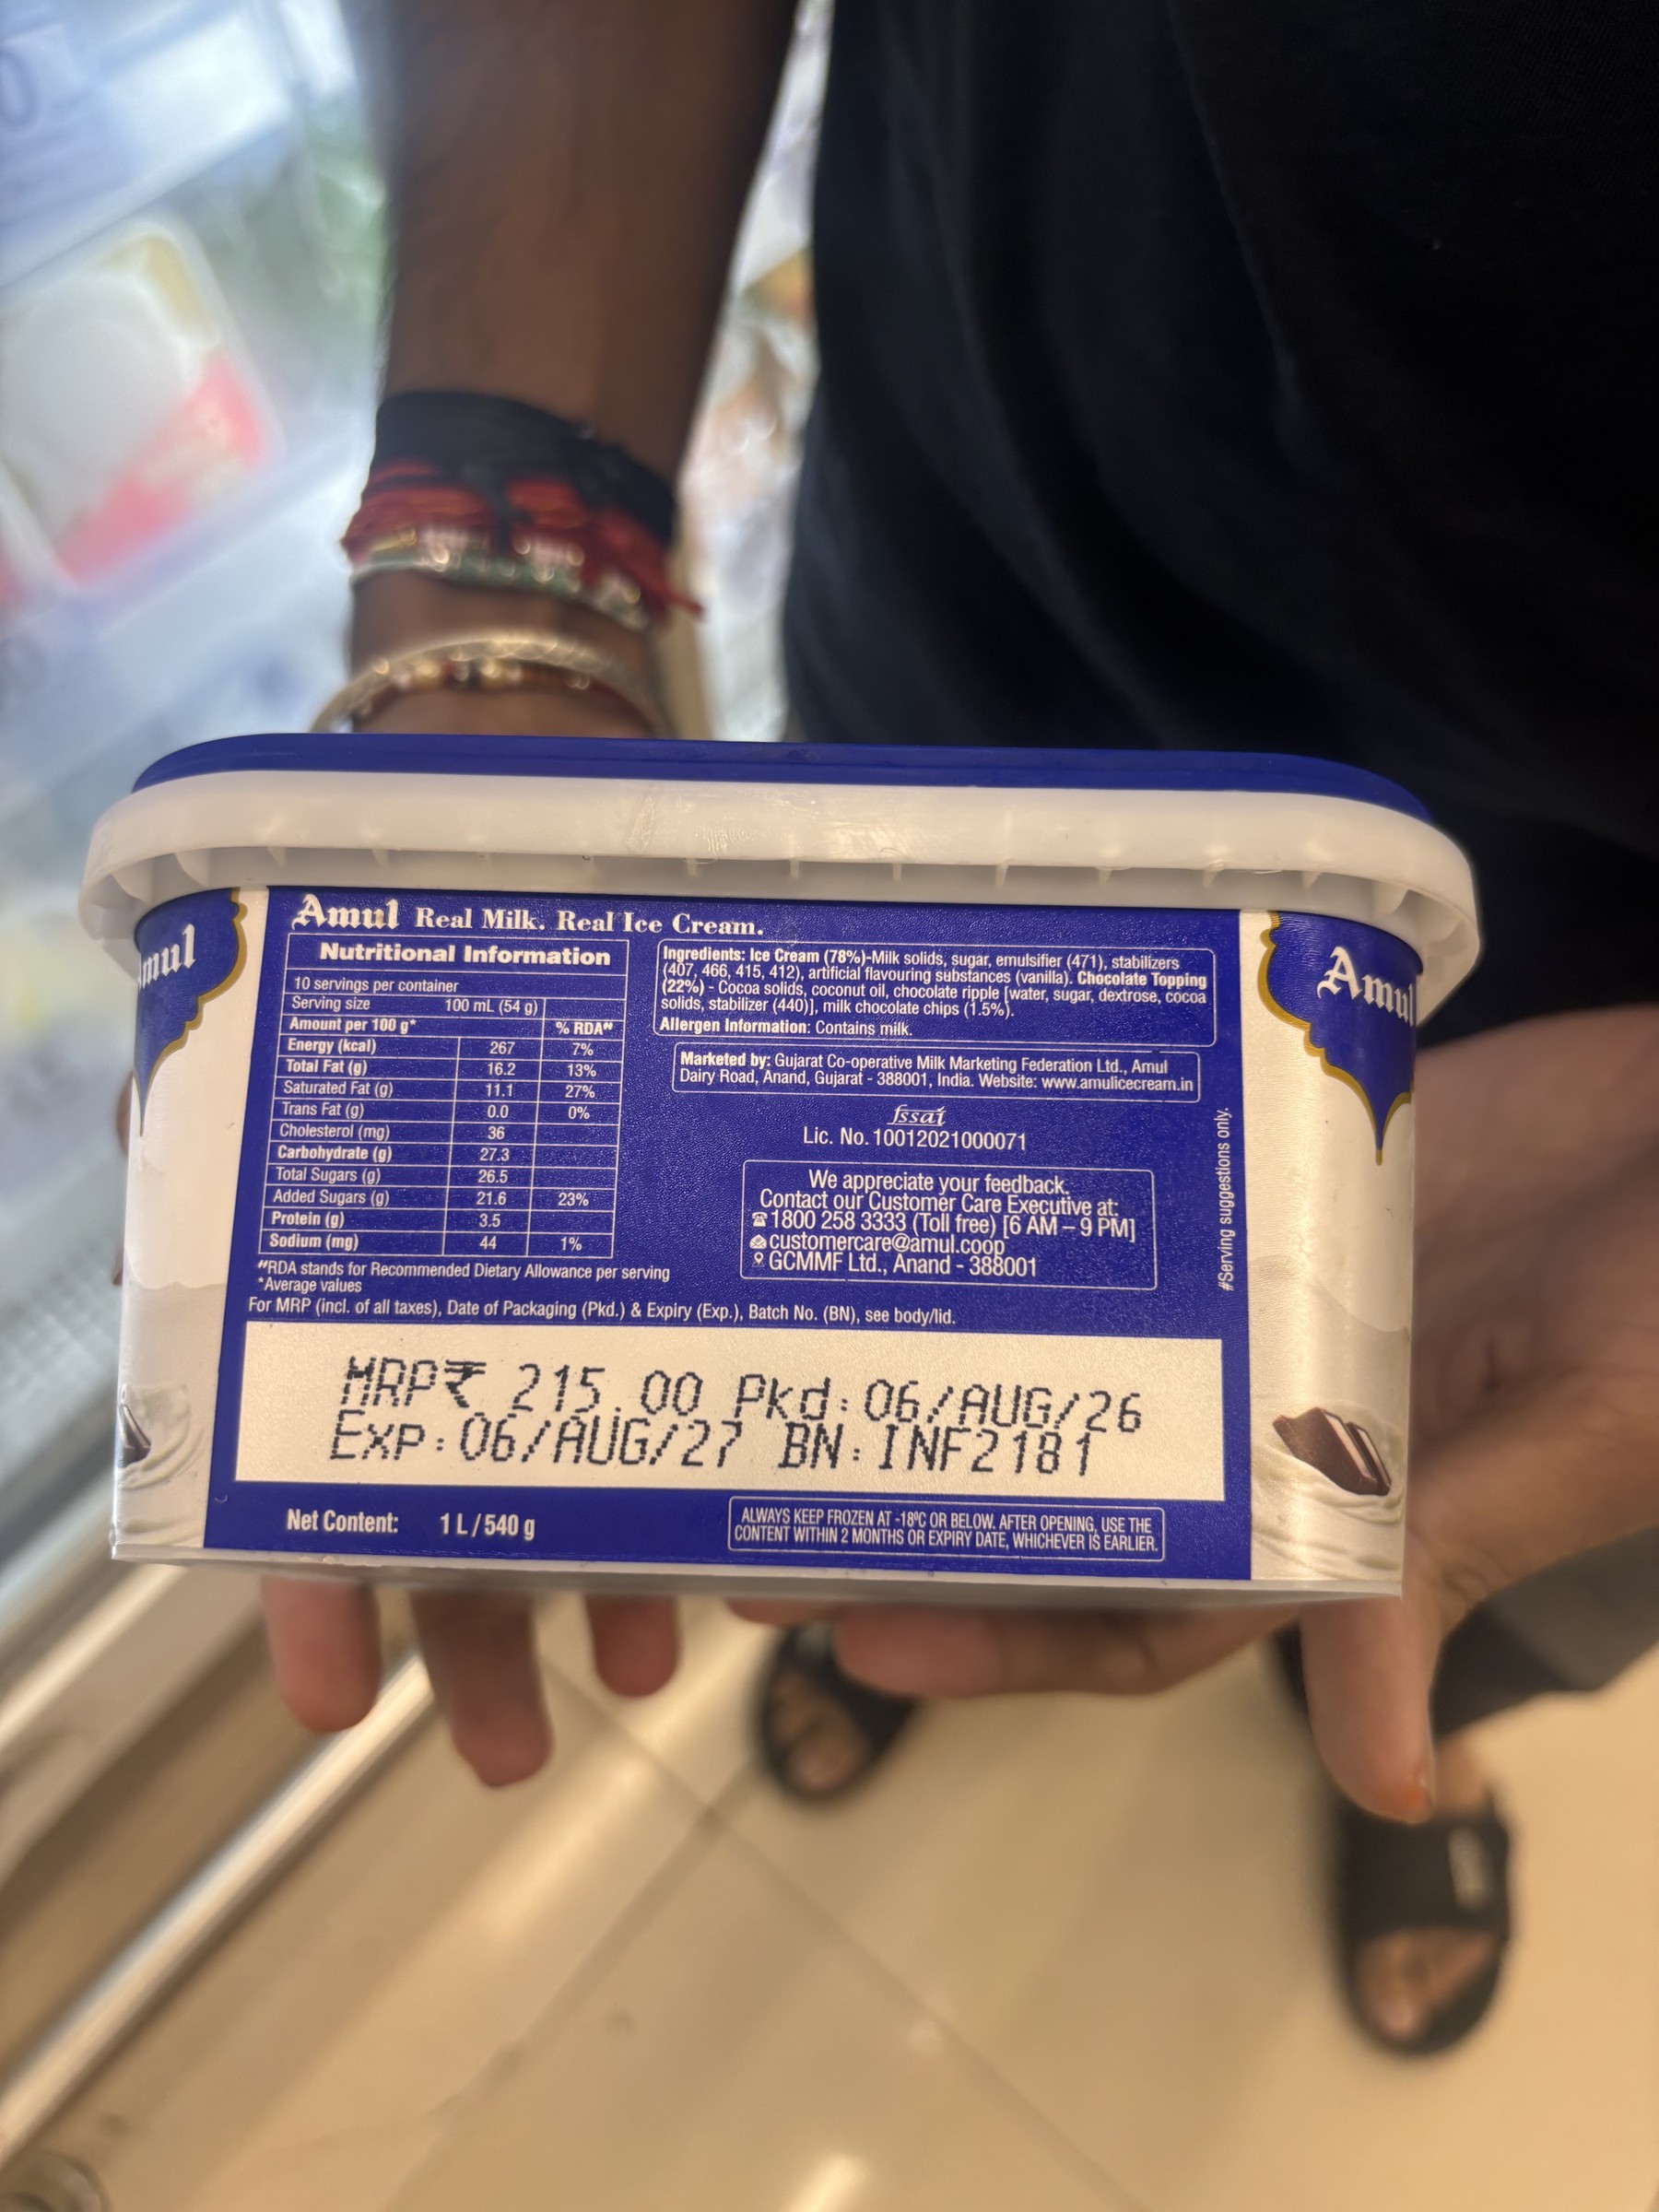 Amul Real Milk. Real Ice Cream.
Nutritional Information
10 servings per container
Serving size 100 mL (54 g)
Amount per 100 g* % RDA##
Energy (kcal) 267 7%
Total Fat (g) 16.2 13%
Saturated Fat (g) 11.1 27%
Trans Fat (g) 0.0 0%
Cholesterol (mg) 36
Carbohydrate (g) 27.3
Total Sugars (g) 26.5
Added Sugars (g) 21.6 23%
Protein (g) 3.5
Sodium (mg) 44 1%
##RDA stands for Recommended Dietary Allowance per serving
*Average values
For MRP (incl. of all taxes), Date of Packaging (Pkd.) & Expiry (Exp.), Batch No. (BN), see body/lid.
Ingredients: Ice Cream (78%)-Milk solids, sugar, emulsifier (471), stabilizers
(407, 466, 415, 412), artificial flavouring substances (vanilla). Chocolate Topping
(22%) - Cocoa solids, coconut oil, chocolate ripple [water, sugar, dextrose, cocoa
solids, stabilizer (440)], milk chocolate chips (1.5%).
Allergen Information: Contains milk.
Marketed by: Gujarat Co-operative Milk Marketing Federation Ltd., Amul
Dairy Road, Anand, Gujarat - 388001, India. Website: www.amulicecream.in
fssai
Lic. No. 10012021000071
We appreciate your feedback.
Contact our Customer Care Executive at:
1800 258 3333 (Toll free) [6 AM – 9 PM]
customercare@amul.coop
GCMMF Ltd., Anand - 388001
#Serving suggestions only.
MRP₹ 215.00 Pkd:06/AUG/26
Exp:06/AUG/27 BN:INF2181
Net Content: 1 L / 540 g
ALWAYS KEEP FROZEN AT -18ºC OR BELOW. AFTER OPENING, USE THE
CONTENT WITHIN 2 MONTHS OR EXPIRY DATE, WHICHEVER IS EARLIER.
mul
Amul